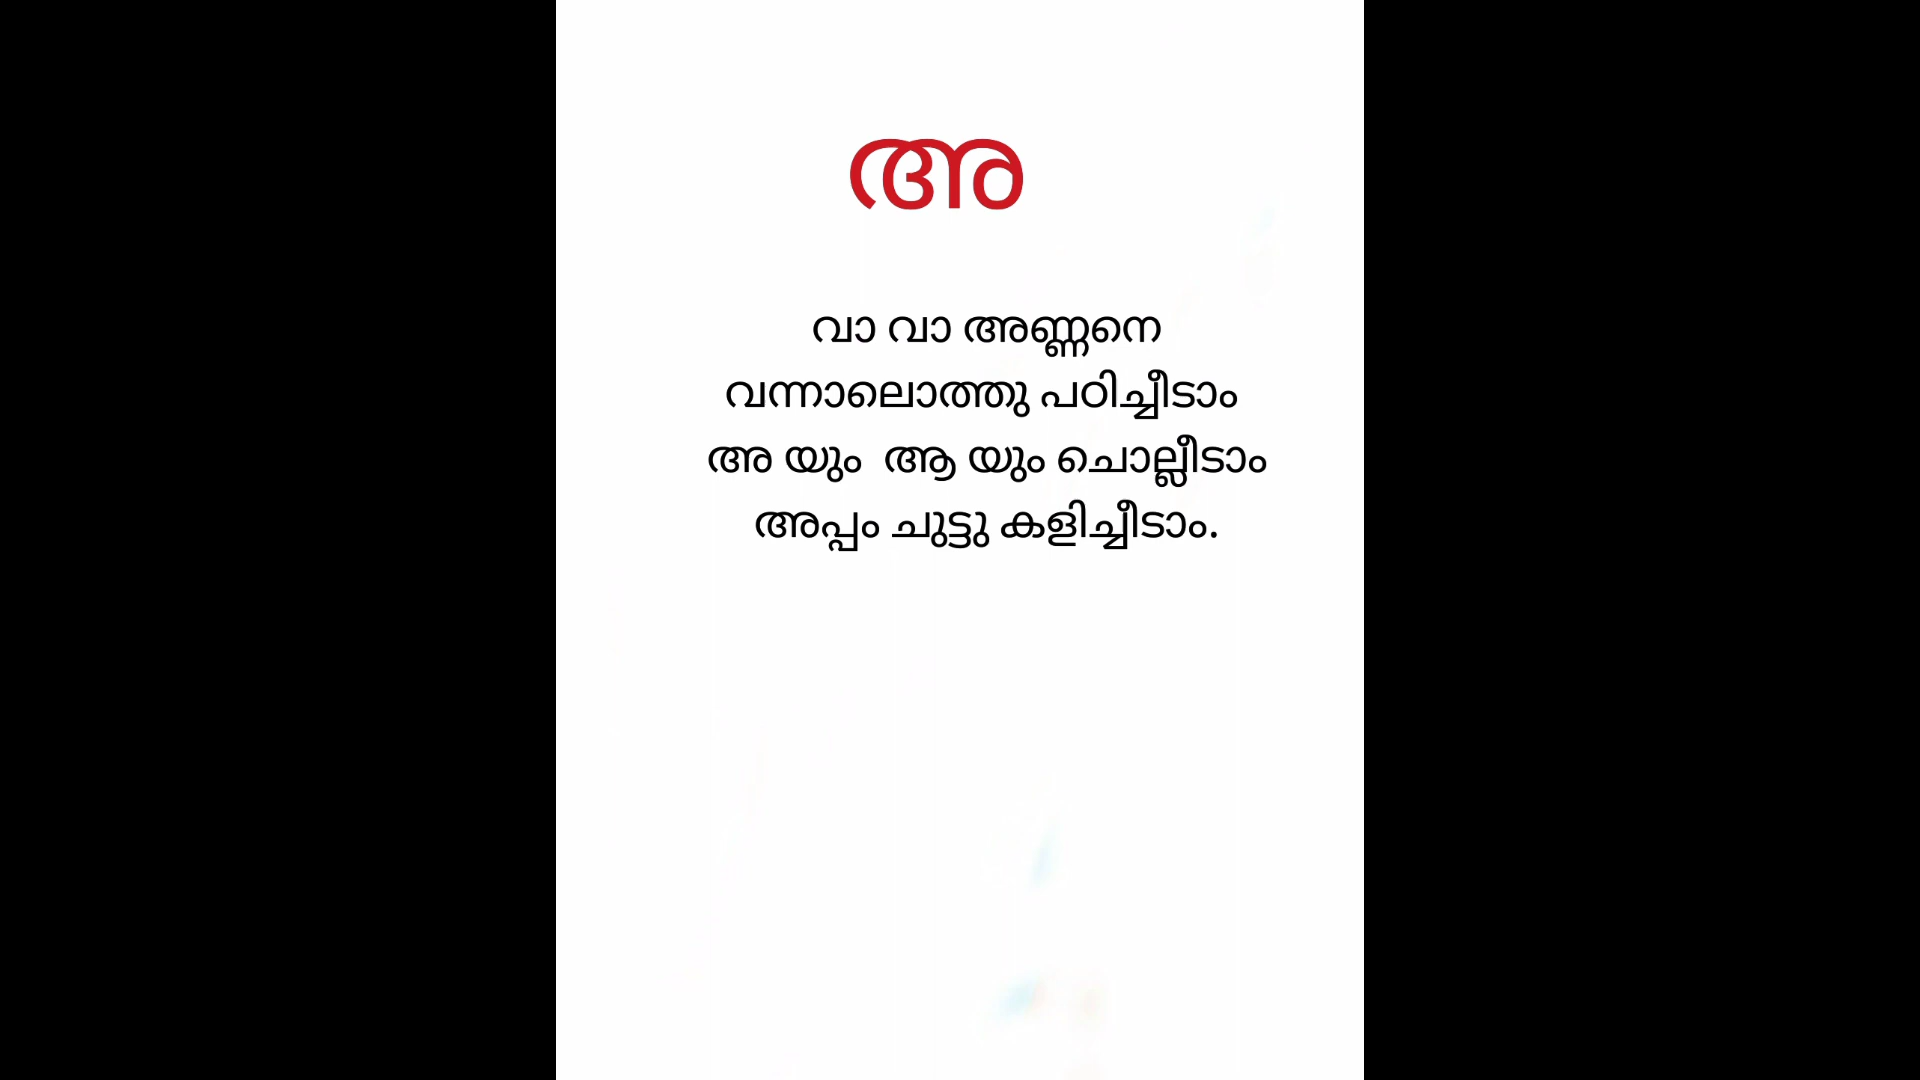 അ
വാ വാ അണ്ണനെ
വന്നാലൊത്തു പഠിച്ചീടാം
അ യും ആ യും ചൊല്ലീടാം
അപ്പം ചുട്ടു കളിച്ചീടാം.